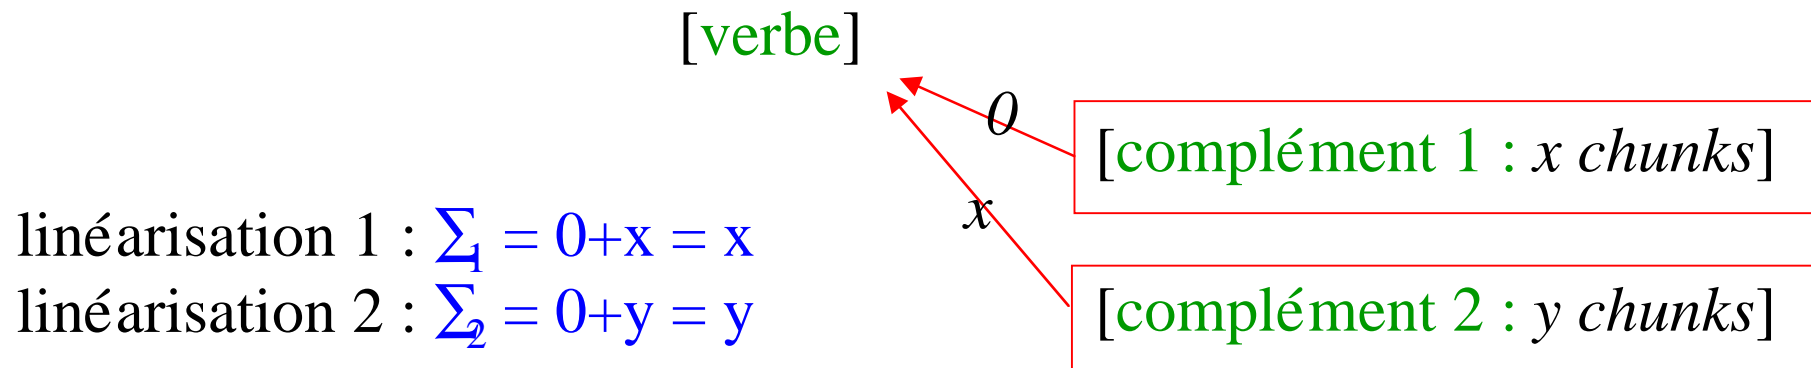 [verbe]
0
[complément 1 : x chunks]
x
linéarisation 1 : ∑1 = 0+x = x
linéarisation 2 : ∑2 = 0+y = y
[complément 2 : y chunks]